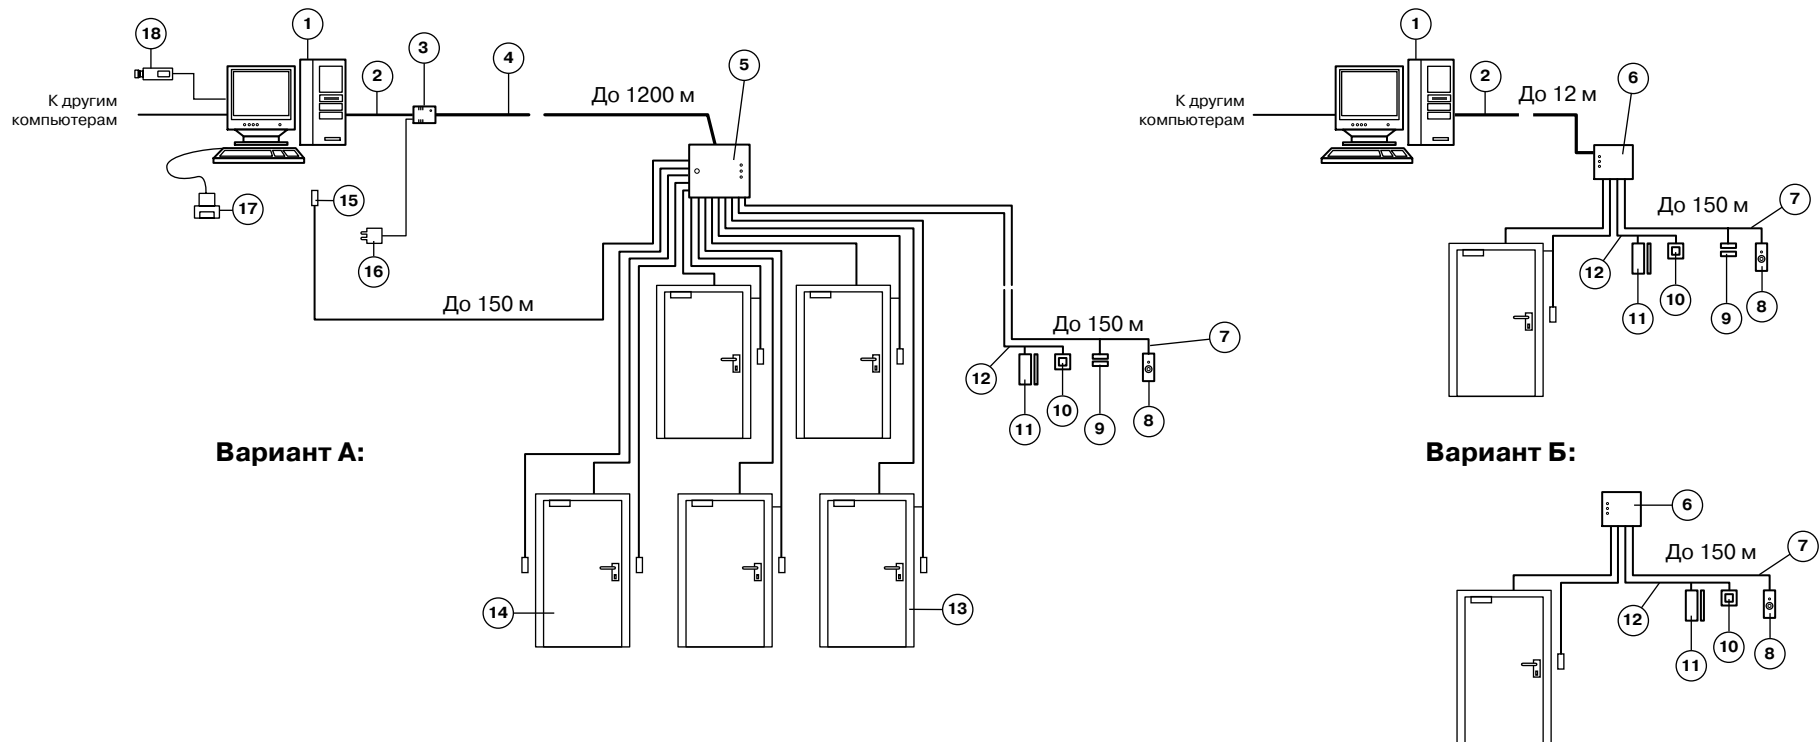 18
1
3
4
2
5
К другим
компьютерам
До 1200 м
17
15
16
До 150 м
До 150 м
7
12
11
10
9
8
Вариант А:
14
13
1
2
6
К другим
компьютерам
До 12 м
До 150 м
7
12
11
10
9
8
Вариант Б:
6
До 150 м
7
12
11
10
8